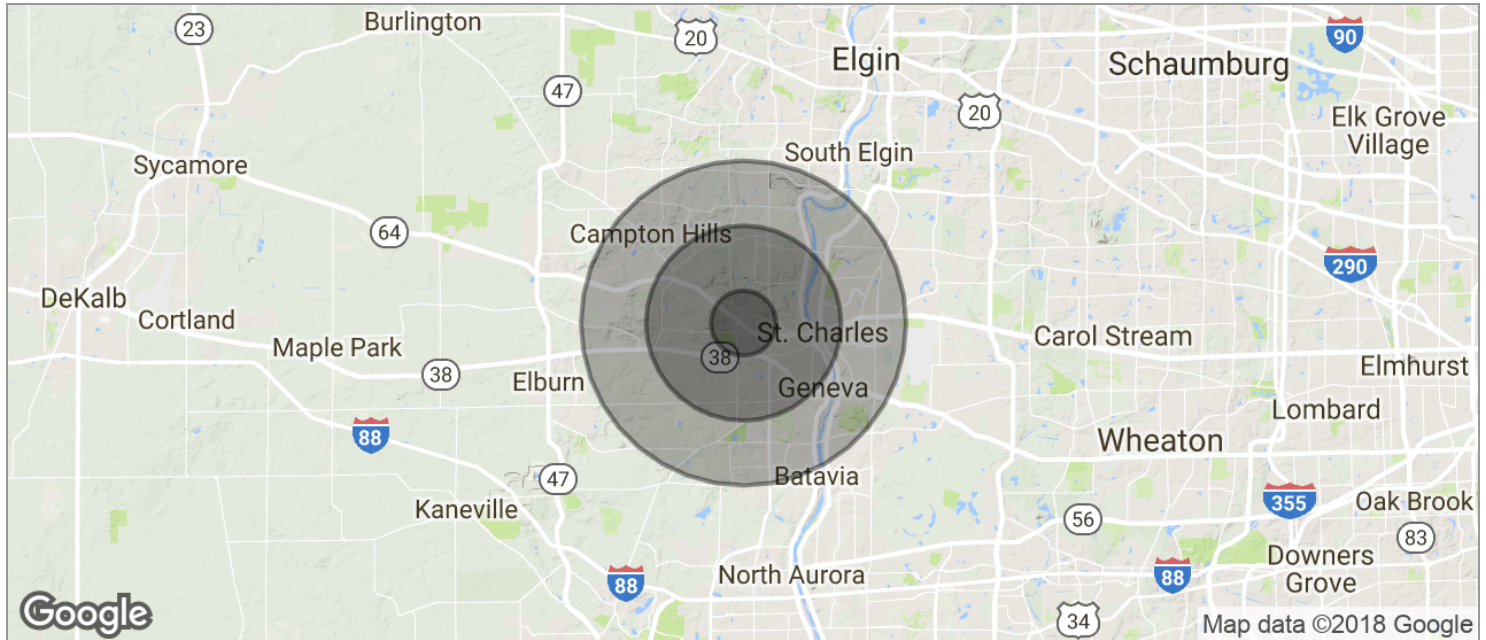 23
Burlington
20
Elgin
90
Schaumburg
47
20
Elk Grove
Village
South Elgin
Sycamore
64
Campton Hills
290
DeKalb
Cortland
St. Charles
Carol Stream
Maple Park
38
38
Elburn
Geneva
Elmhurst
Lombard
88
Wheaton
Batavia
47
Kaneville
355
Oak Brook
56
83
North Aurora
88
88
Downers
Grove
34
Google
Map data ©2018 Google